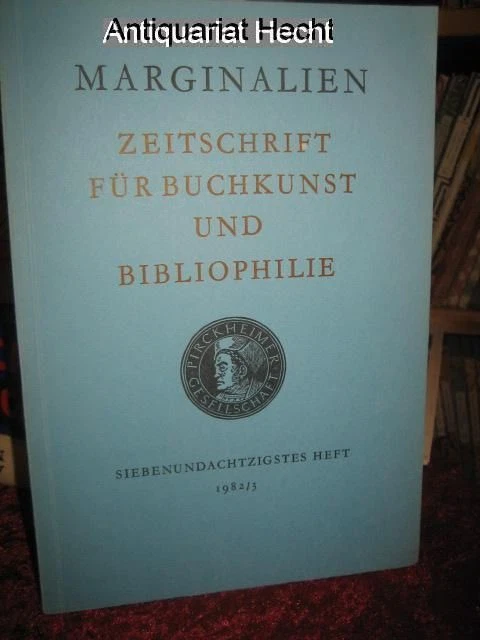 Antiquariat Hecht
MARGINALIEN
ZEITSCHRIFT
FÜR BUCHKUNST
UND
BIBLIOPHILIE
PIRCKHEIMER-
GESELLSCHAFT
SIEBENUNDACHTZIGSTES HEFT
1982/3